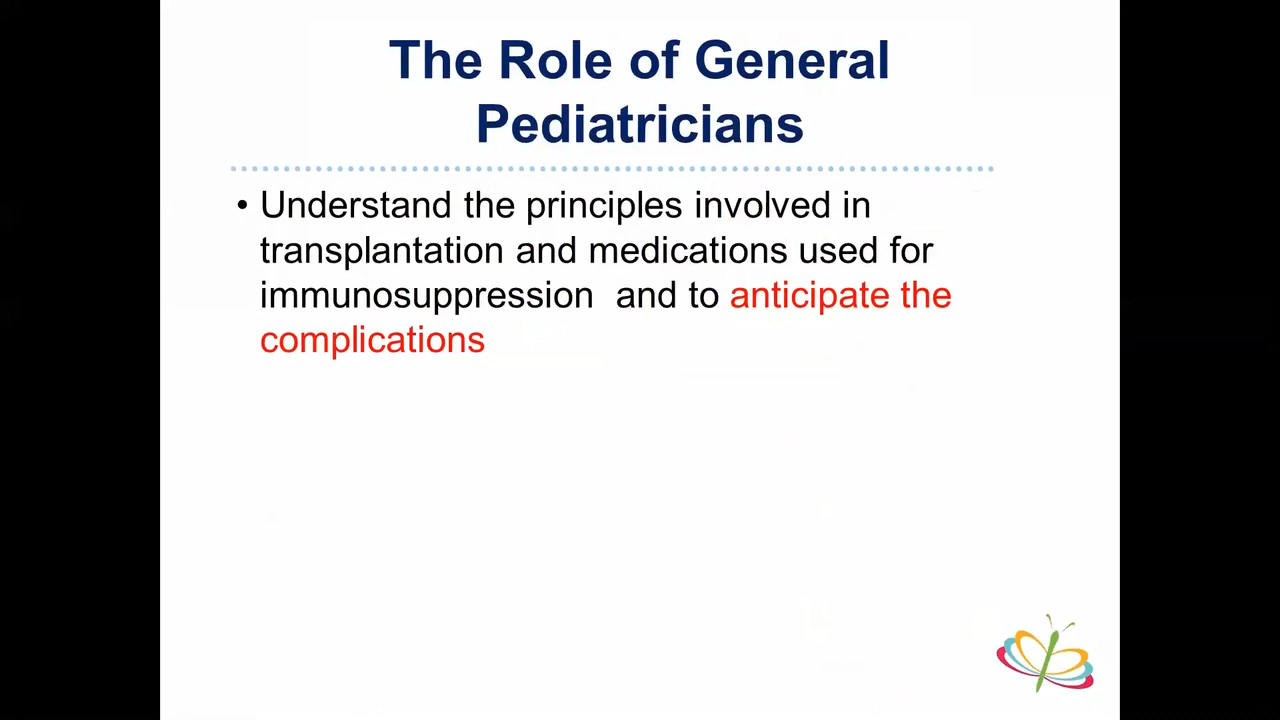 The Role of General
Pediatricians
• Understand the principles involved in
transplantation and medications used for
immunosuppression  and to anticipate the
complications